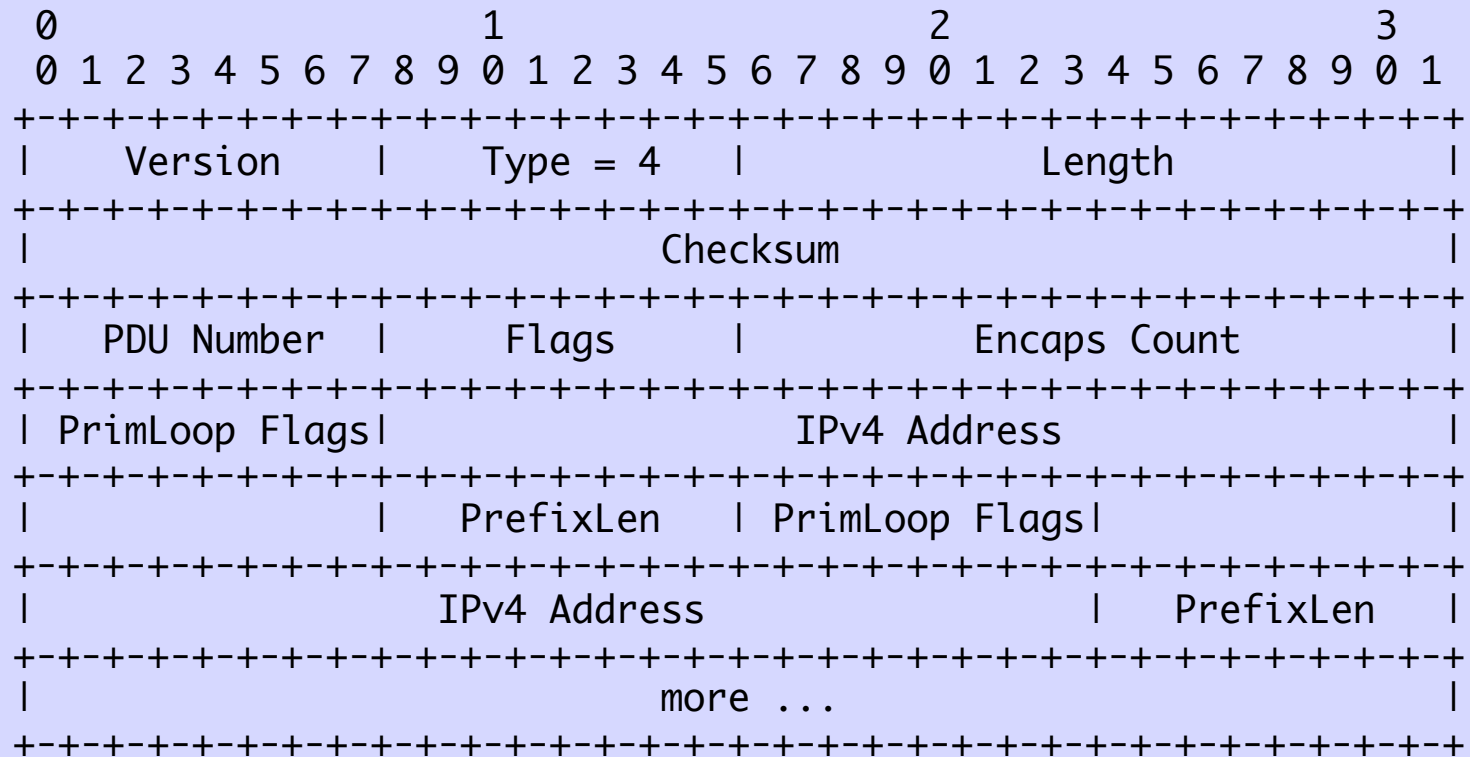 0                   1                   2                   3
 0 1 2 3 4 5 6 7 8 9 0 1 2 3 4 5 6 7 8 9 0 1 2 3 4 5 6 7 8 9 0 1
+-+-+-+-+-+-+-+-+-+-+-+-+-+-+-+-+-+-+-+-+-+-+-+-+-+-+-+-+-+-+-+-+
|    Version    |    Type = 4   |             Length            |
+-+-+-+-+-+-+-+-+-+-+-+-+-+-+-+-+-+-+-+-+-+-+-+-+-+-+-+-+-+-+-+-+
|                            Checksum                           |
+-+-+-+-+-+-+-+-+-+-+-+-+-+-+-+-+-+-+-+-+-+-+-+-+-+-+-+-+-+-+-+-+
|   PDU Number  |     Flags     |          Encaps Count         |
+-+-+-+-+-+-+-+-+-+-+-+-+-+-+-+-+-+-+-+-+-+-+-+-+-+-+-+-+-+-+-+-+
| PrimLoop Flags|                  IPv4 Address                 |
+-+-+-+-+-+-+-+-+-+-+-+-+-+-+-+-+-+-+-+-+-+-+-+-+-+-+-+-+-+-+-+-+
|               |   PrefixLen   | PrimLoop Flags|               |
+-+-+-+-+-+-+-+-+-+-+-+-+-+-+-+-+-+-+-+-+-+-+-+-+-+-+-+-+-+-+-+-+
|                  IPv4 Address                 |   PrefixLen   |
+-+-+-+-+-+-+-+-+-+-+-+-+-+-+-+-+-+-+-+-+-+-+-+-+-+-+-+-+-+-+-+-+
|                            more ...                           |
+-+-+-+-+-+-+-+-+-+-+-+-+-+-+-+-+-+-+-+-+-+-+-+-+-+-+-+-+-+-+-+-+